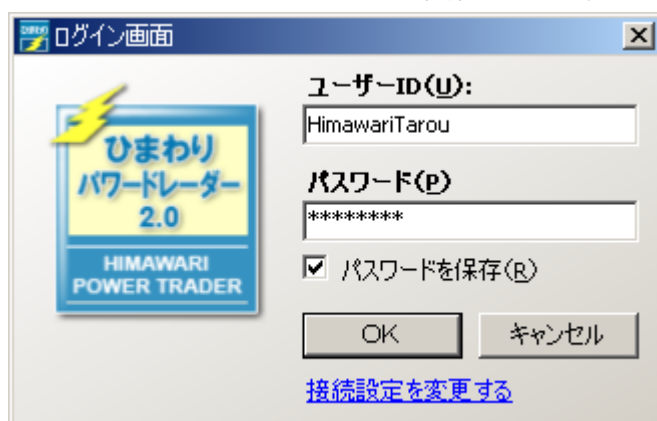 ログイン画面
ひまわり
パワートレーダー
2.0
HIMAWARI
POWER TRADER
ユーザーID(U):
HimawariTarou
パスワード(P)
********
パスワードを保存(R)
OK
キャンセル
接続設定を変更する